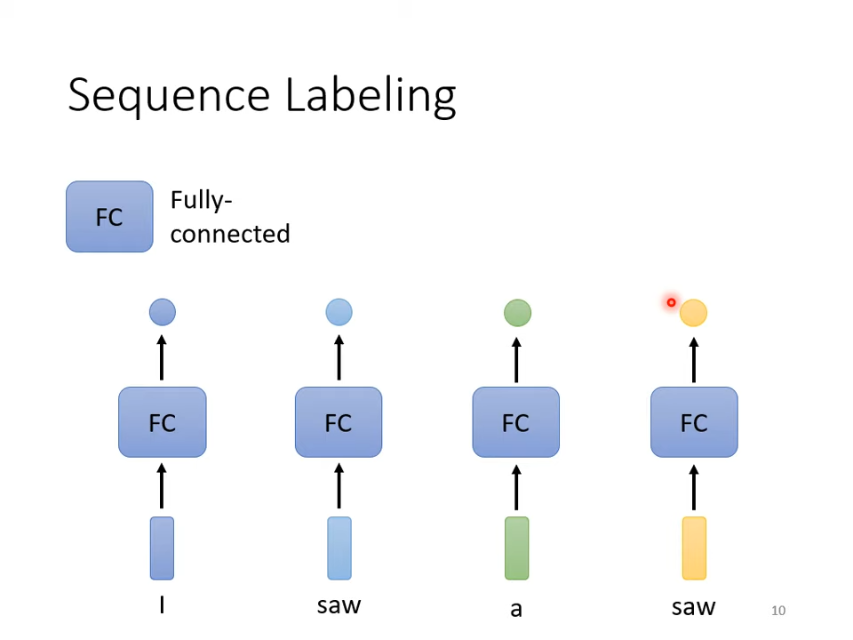 Sequence Labeling
FC
Fully-
connected
FC FC FC FC
I saw a saw
10